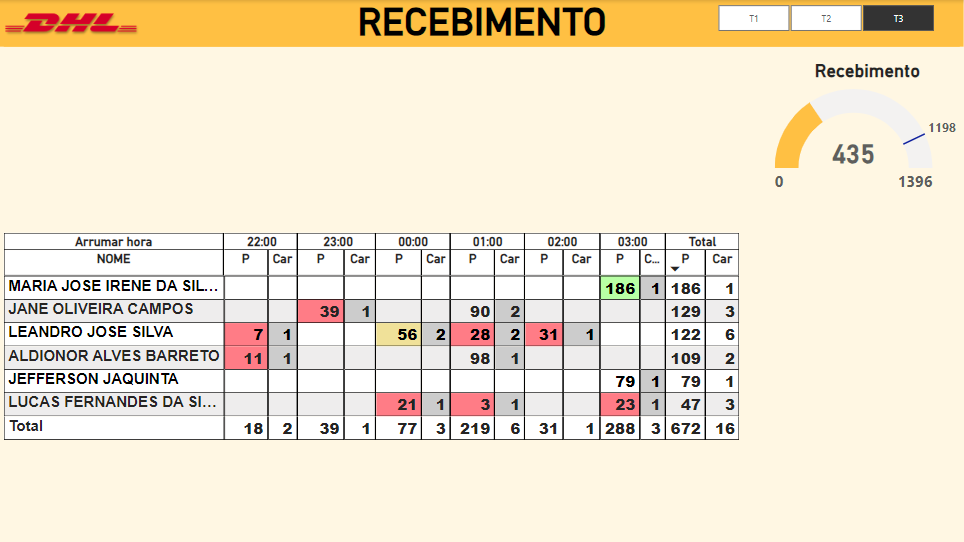 DHL RECEBIMENTO T1 T2 T3
Recebimento
1198
435
0 1396
Arrumar hora 22:00 23:00 00:00 01:00 02:00 03:00 Total
NOME P Car P Car P Car P Car P Car P C... P Car
MARIA JOSE IRENE DA SIL... 186 1 186 1
JANE OLIVEIRA CAMPOS 39 1 90 2 129 3
LEANDRO JOSE SILVA 7 1 56 2 28 2 31 1 122 6
ALDIONOR ALVES BARRETO 11 1 98 1 109 2
JEFFERSON JAQUINTA 79 1 79 1
LUCAS FERNANDES DA SI... 21 1 3 1 23 1 47 3
Total 18 2 39 1 77 3 219 6 31 1 288 3 672 16